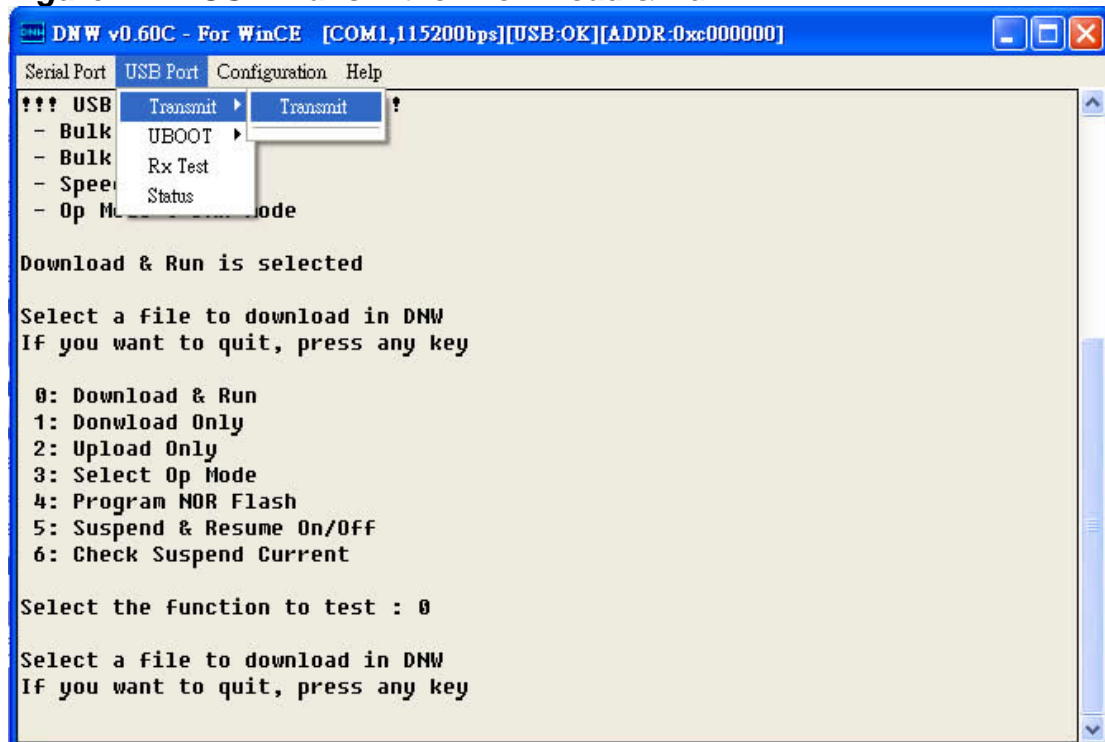 DNW v0.60C - For WinCE [COM1,115200bps][USB:OK][ADDR:0xc000000]
Serial Port USB Port Configuration Help
Transmit
Transmit
UBOOT
Rx Test
Status
!!! USB !
- Bulk
- Bulk
- Spee
- Op M ode
Download & Run is selected
Select a file to download in DNW
If you want to quit, press any key
0: Download & Run
1: Donwload Only
2: Upload Only
3: Select Op Mode
4: Program NOR Flash
5: Suspend & Resume On/Off
6: Check Suspend Current
Select the function to test : 0
Select a file to download in DNW
If you want to quit, press any key